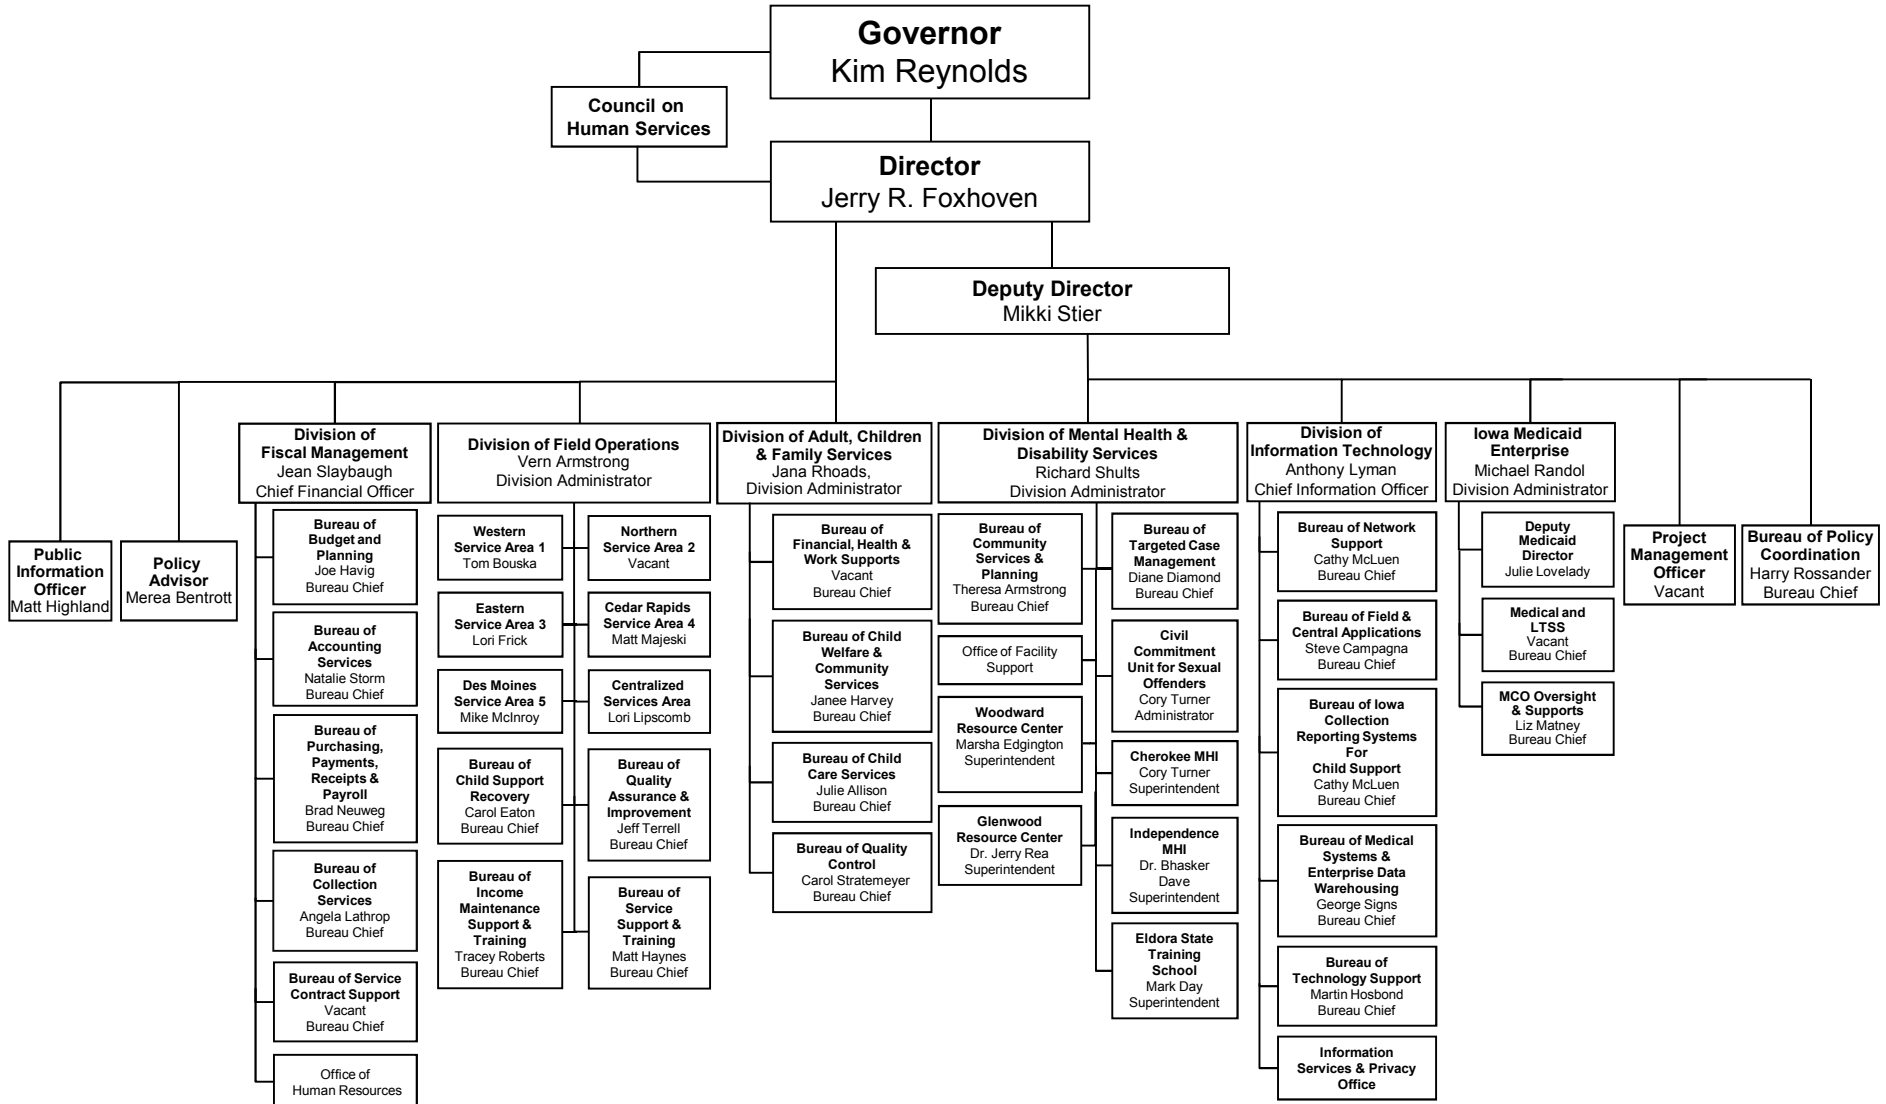 Governor
Kim Reynolds
Council on
Human Services
Director
Jerry R. Foxhoven
Deputy Director
Mikki Stier
Public
Information
Officer
Matt Highland
Policy
Advisor
Merea Bentrott
Division of
Fiscal Management
Jean Slaybaugh
Chief Financial Officer
Bureau of
Budget and
Planning
Joe Havig
Bureau Chief
Bureau of
Accounting
Services
Natalie Storm
Bureau Chief
Bureau of
Purchasing,
Payments,
Receipts &
Payroll
Brad Neuweg
Bureau Chief
Bureau of
Collection
Services
Angela Lathrop
Bureau Chief
Bureau of Service
Contract Support
Vacant
Bureau Chief
Office of
Human Resources
Division of Field Operations
Vern Armstrong
Division Administrator
Western
Service Area 1
Tom Bouska
Northern
Service Area 2
Vacant
Eastern
Service Area 3
Lori Frick
Cedar Rapids
Service Area 4
Matt Majeski
Des Moines
Service Area 5
Mike McInroy
Centralized
Services Area
Lori Lipscomb
Bureau of
Child Support
Recovery
Carol Eaton
Bureau Chief
Bureau of
Quality
Assurance &
Improvement
Jeff Terrell
Bureau Chief
Bureau of
Income
Maintenance
Support &
Training
Tracey Roberts
Bureau Chief
Bureau of
Service
Support &
Training
Matt Haynes
Bureau Chief
Division of Adult, Children
& Family Services
Jana Rhoads,
Division Administrator
Bureau of
Financial, Health &
Work Supports
Vacant
Bureau Chief
Bureau of Child
Welfare &
Community
Services
Janee Harvey
Bureau Chief
Bureau of Child
Care Services
Julie Allison
Bureau Chief
Bureau of Quality
Control
Carol Stratemeyer
Bureau Chief
Division of Mental Health &
Disability Services
Richard Shults
Division Administrator
Bureau of
Community
Services &
Planning
Theresa Armstrong
Bureau Chief
Bureau of
Targeted Case
Management
Diane Diamond
Bureau Chief
Office of Facility
Support
Civil
Commitment
Unit for Sexual
Offenders
Cory Turner
Administrator
Woodward
Resource Center
Marsha Edgington
Superintendent
Cherokee MHI
Cory Turner
Superintendent
Glenwood
Resource Center
Dr. Jerry Rea
Superintendent
Independence
MHI
Dr. Bhasker
Dave
Superintendent
Eldora State
Training
School
Mark Day
Superintendent
Division of
Information Technology
Anthony Lyman
Chief Information Officer
Bureau of Network
Support
Cathy McLuen
Bureau Chief
Bureau of Field &
Central Applications
Steve Campagna
Bureau Chief
Bureau of Iowa
Collection
Reporting Systems
For
Child Support
Cathy McLuen
Bureau Chief
Bureau of Medical
Systems &
Enterprise Data
Warehousing
George Signs
Bureau Chief
Bureau of
Technology Support
Martin Hosbond
Bureau Chief
Information
Services & Privacy
Office
Iowa Medicaid
Enterprise
Michael Randol
Division Administrator
Deputy
Medicaid
Director
Julie Lovelady
Medical and
LTSS
Vacant
Bureau Chief
MCO Oversight
& Supports
Liz Matney
Bureau Chief
Project
Management
Officer
Vacant
Bureau of Policy
Coordination
Harry Rossander
Bureau Chief